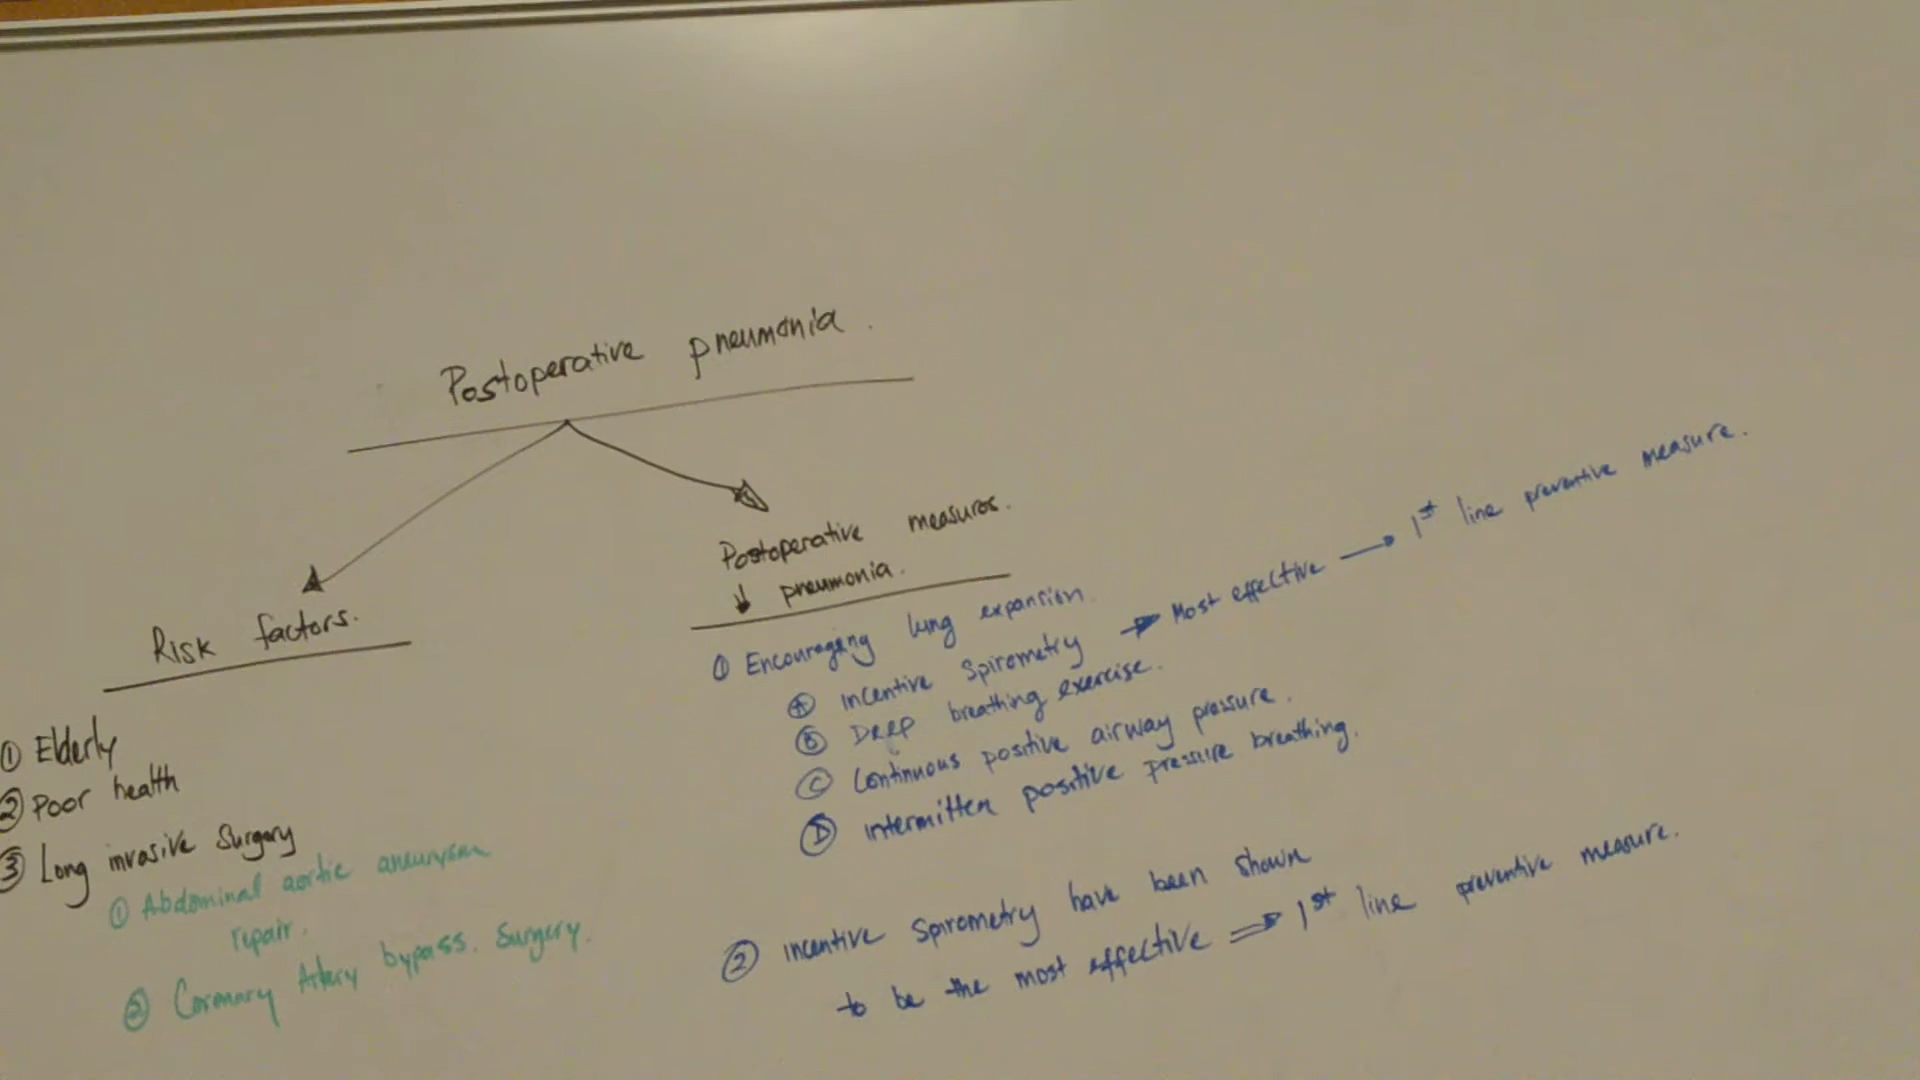 Postoperative pneumonia.
Risk factors.
① Elderly
② Poor health
③ Long invasive Surgery
① Abdominal aortic aneurysm
repair.
② Coronary Artery bypass. Surgery.
Postoperative measures.
↓ pneumonia.
① Encouraging lung expansion.
Ⓐ Incentive Spirometry → Most effective → 1st line preventive measure.
Ⓑ Deep breathing exercise.
Ⓒ Continuous positive airway pressure.
Ⓓ intermitten positive pressure breathing.
② incentive spirometry have been shown
to be the most effective ⇒ 1st line preventive measure.